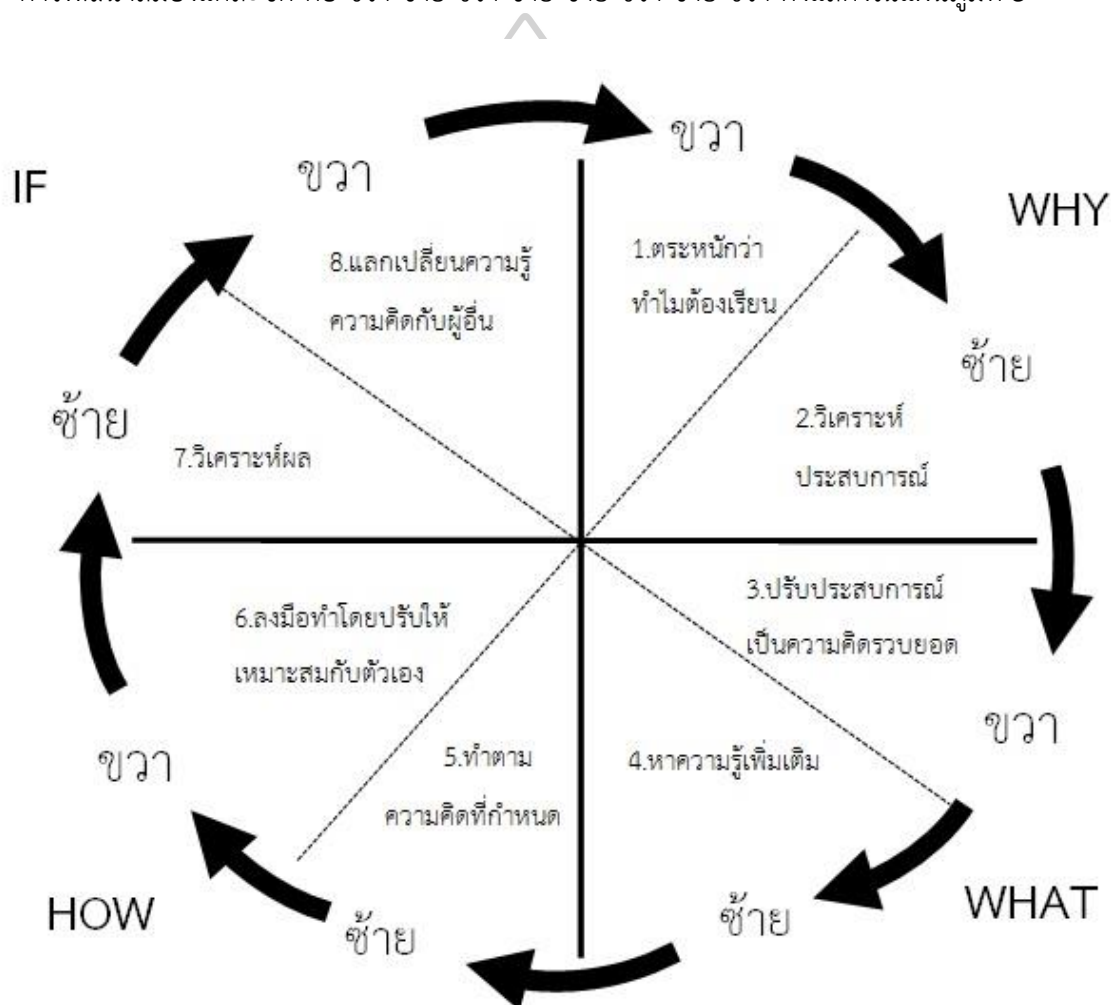 ขวา
ขวา
IF
WHY
8.แลกเปลี่ยนความรู้
ความคิดกับผู้อื่น
1.ตระหนักว่า
ทำไมต้องเรียน
ซ้าย
ซ้าย
2.วิเคราะห์
ประสบการณ์
7.วิเคราะห์ผล
3.ปรับประสบการณ์
เป็นความคิดรวบยอด
6.ลงมือทำโดยปรับให้
เหมาะสมกับตัวเอง
ขวา
ขวา
5.ทำตาม
ความคิดที่กำหนด
4.หาความรู้เพิ่มเติม
HOW
WHAT
ซ้าย
ซ้าย